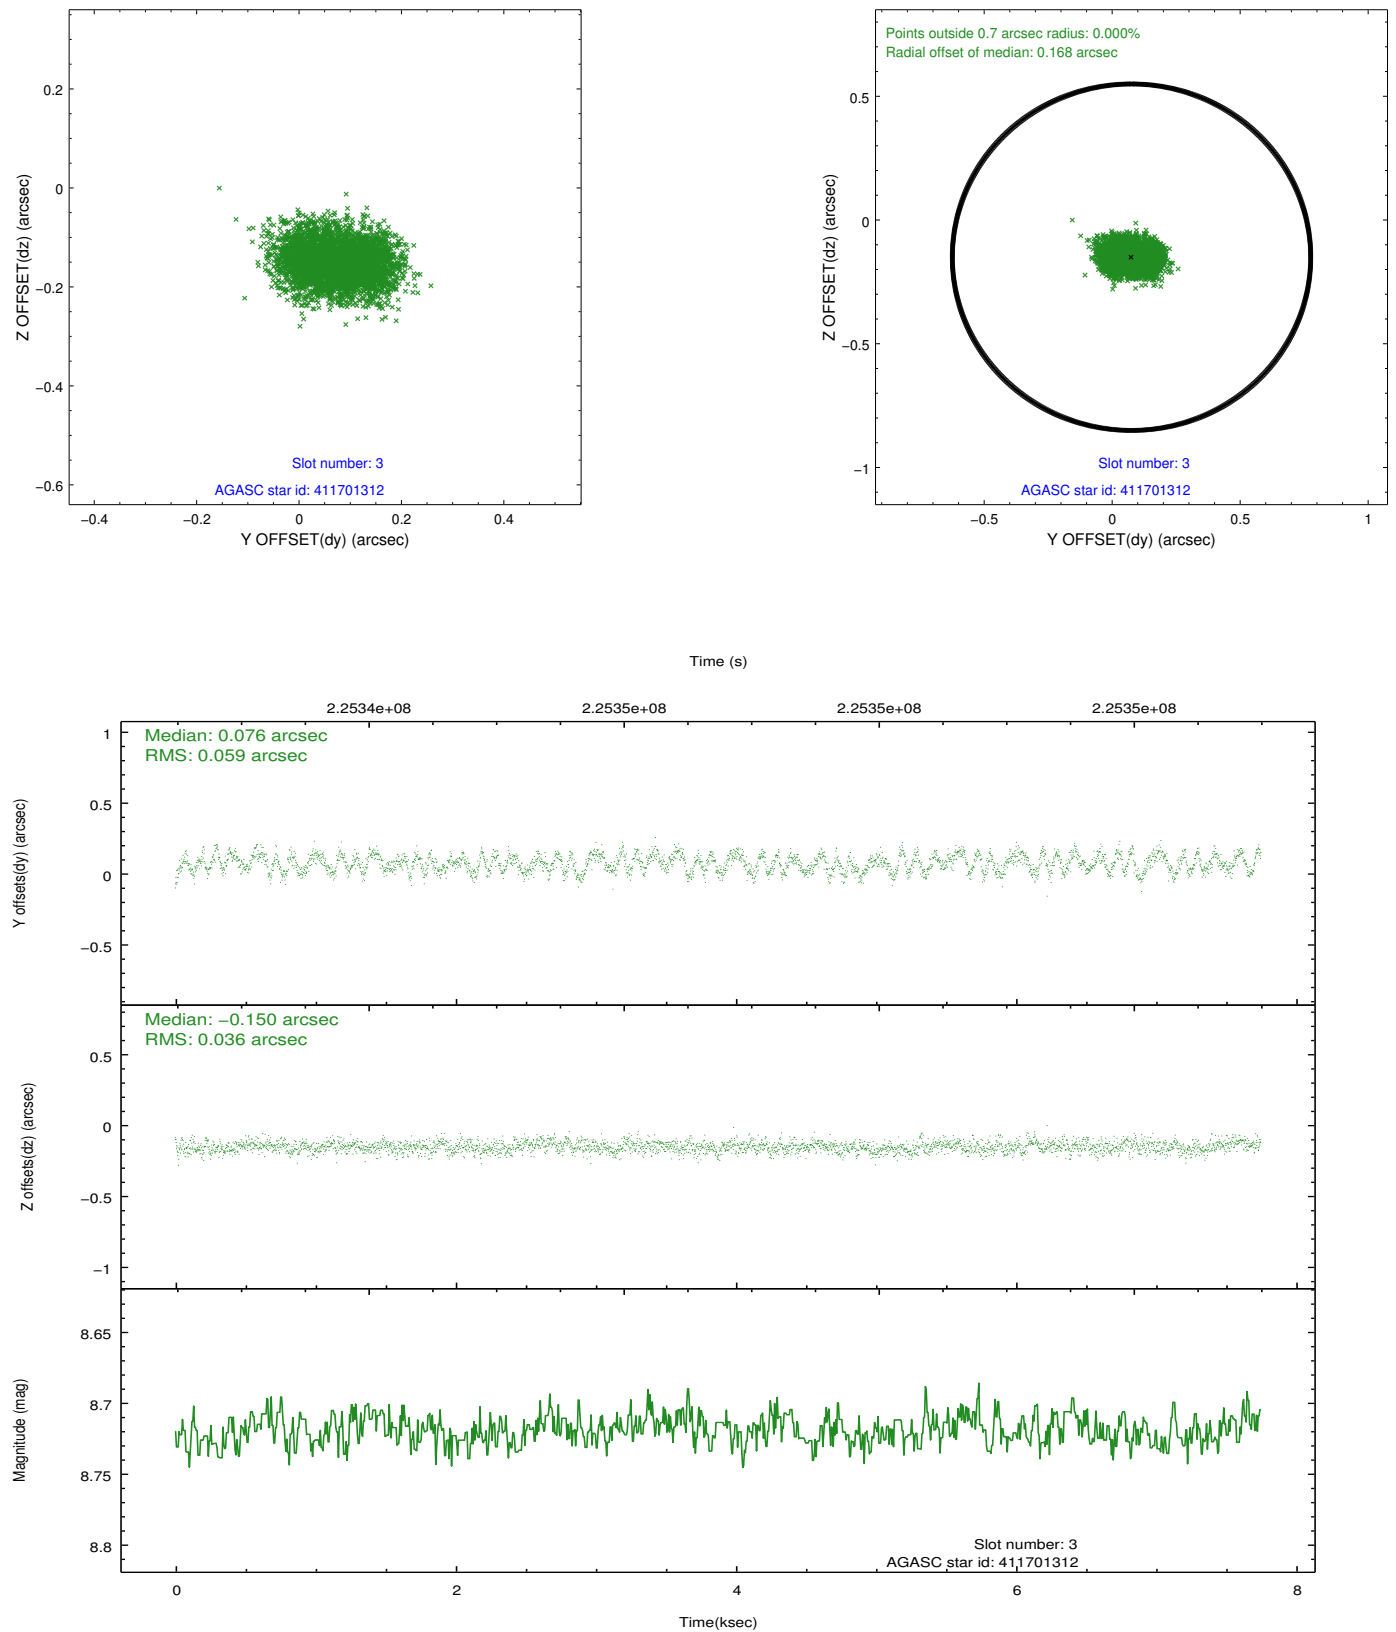 0.2
0
−0.2
−0.4
−0.6
Z OFFSET(dz) (arcsec)
Slot number: 3
AGASC star id: 411701312
−0.4
−0.2
0
0.2
0.4
Y OFFSET(dy) (arcsec)
Points outside 0.7 arcsec radius: 0.000%
Radial offset of median: 0.168 arcsec
0.5
0
−0.5
−1
Z OFFSET(dz) (arcsec)
Slot number: 3
AGASC star id: 411701312
−0.5
0
0.5
1
Y OFFSET(dy) (arcsec)
Time (s)
2.2534e+08
2.2535e+08
2.2535e+08
2.2535e+08
Median: 0.076 arcsec
RMS: 0.059 arcsec
1
0.5
0
−0.5
Y offsets(dy) (arcsec)
Median: −0.150 arcsec
RMS: 0.036 arcsec
0.5
0
−0.5
−1
Z offsets(dz) (arcsec)
8.65
8.7
8.75
8.8
Magnitude (mag)
Slot number: 3
AGASC star id: 411701312
0
2
4
6
8
Time(ksec)